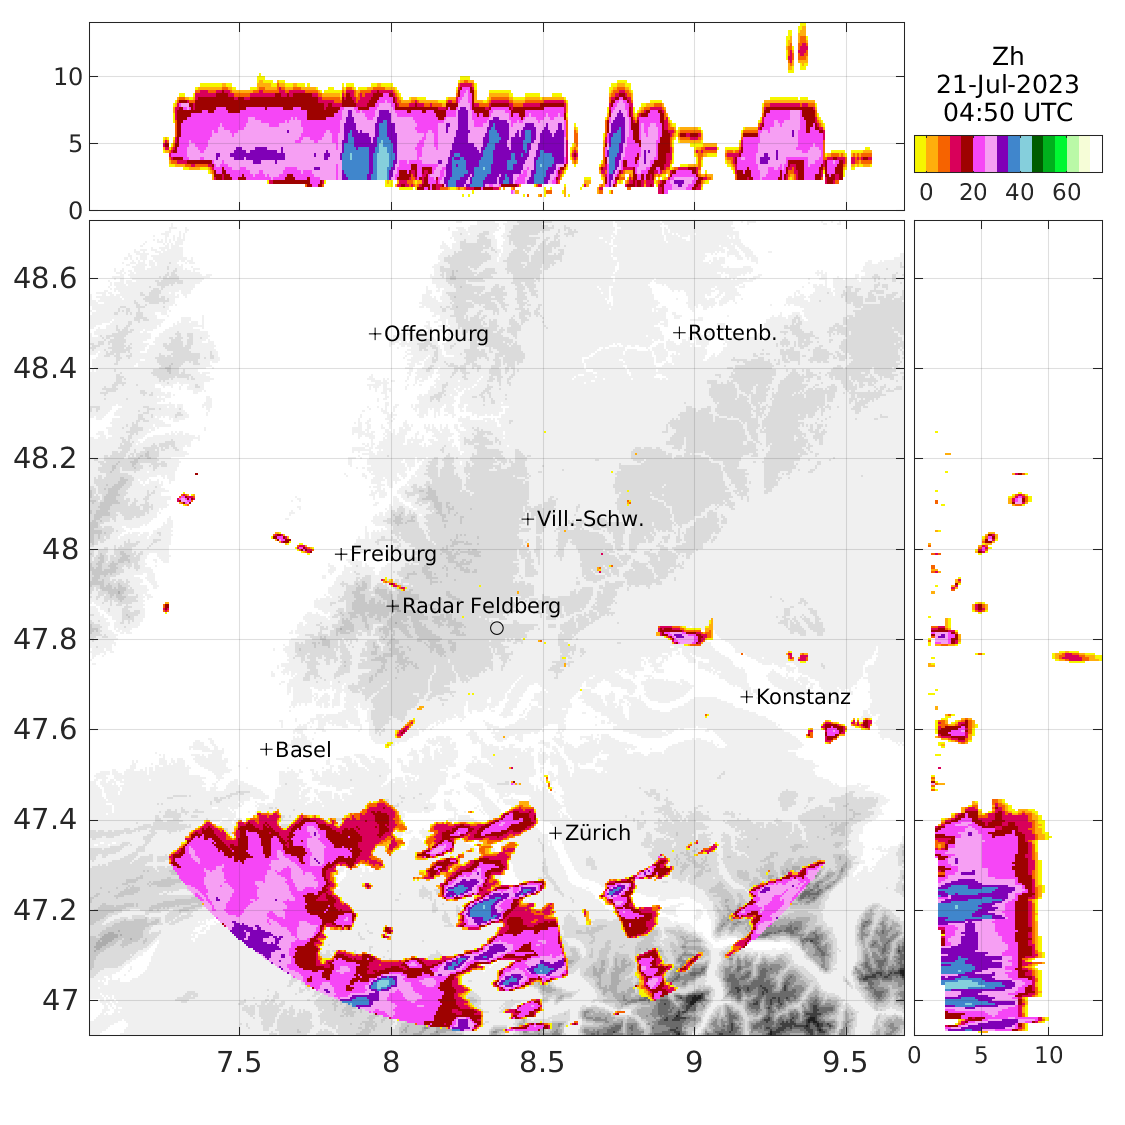 10
5
0
Zh
21-Jul-2023
04:50 UTC
0 20 40 60
48.6
48.4
48.2
48
47.8
47.6
47.4
47.2
47
+Offenburg
+Rottenb.
+Vill.-Schw.
+Freiburg
+Radar Feldberg
+Konstanz
+Basel
+Zürich
7.5 8 8.5 9 9.5
0 5 10